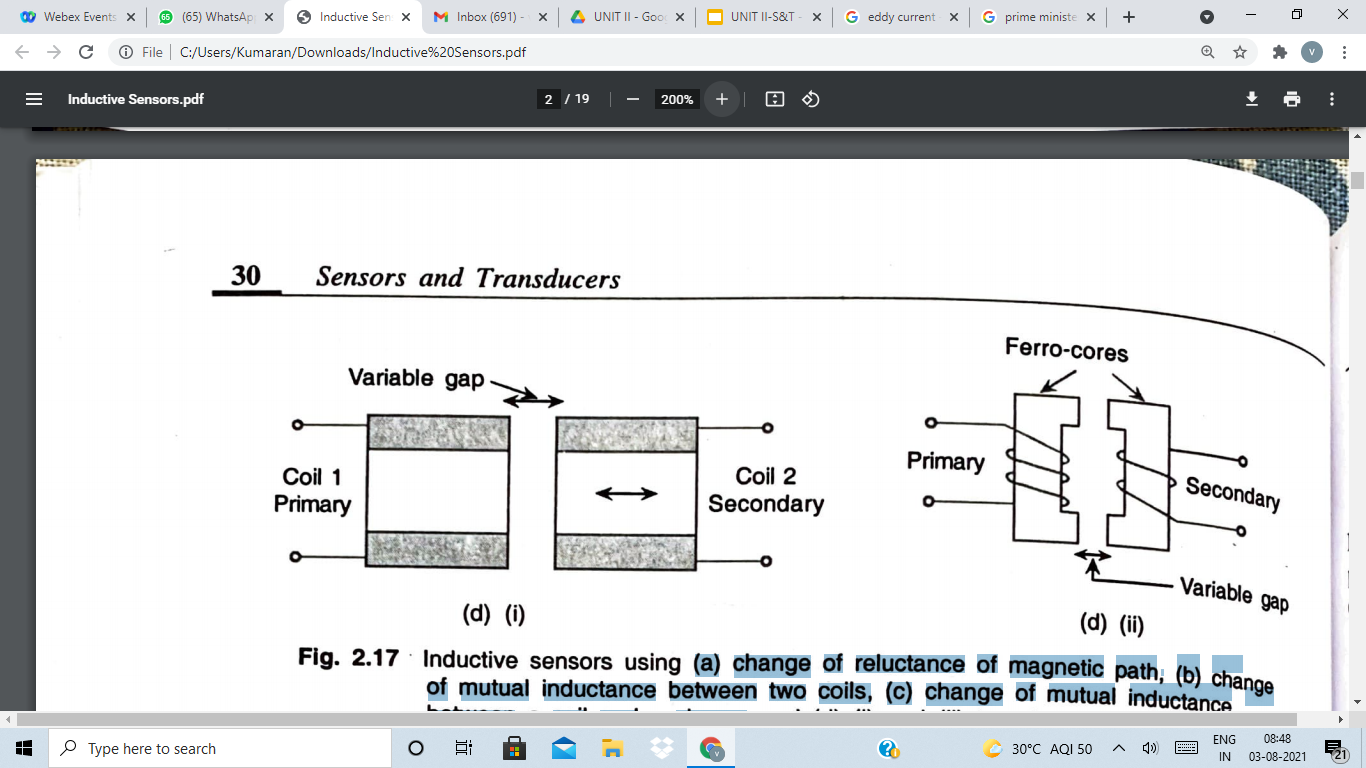 Webex Events
(65) WhatsAp
Inductive Sen
Inbox (691) -
UNIT II - Goo
UNIT II-S&T -
eddy current
prime ministe
File
C:/Users/Kumaran/Downloads/Inductive%20Sensors.pdf
V
Inductive Sensors.pdf
2 / 19
200%
30 Sensors and Transducers
Variable gap
Coil 1
Primary
Coil 2
Secondary
(d) (i)
Ferro-cores
Primary
Secondary
Variable gap
(d) (ii)
Fig. 2.17 Inductive sensors using (a) change of reluctance of magnetic path, (b) change
of mutual inductance between two coils, (c) change of mutual inductance
Type here to search
30°C AQI 50
ENG
IN
08:48
03-08-2021
21